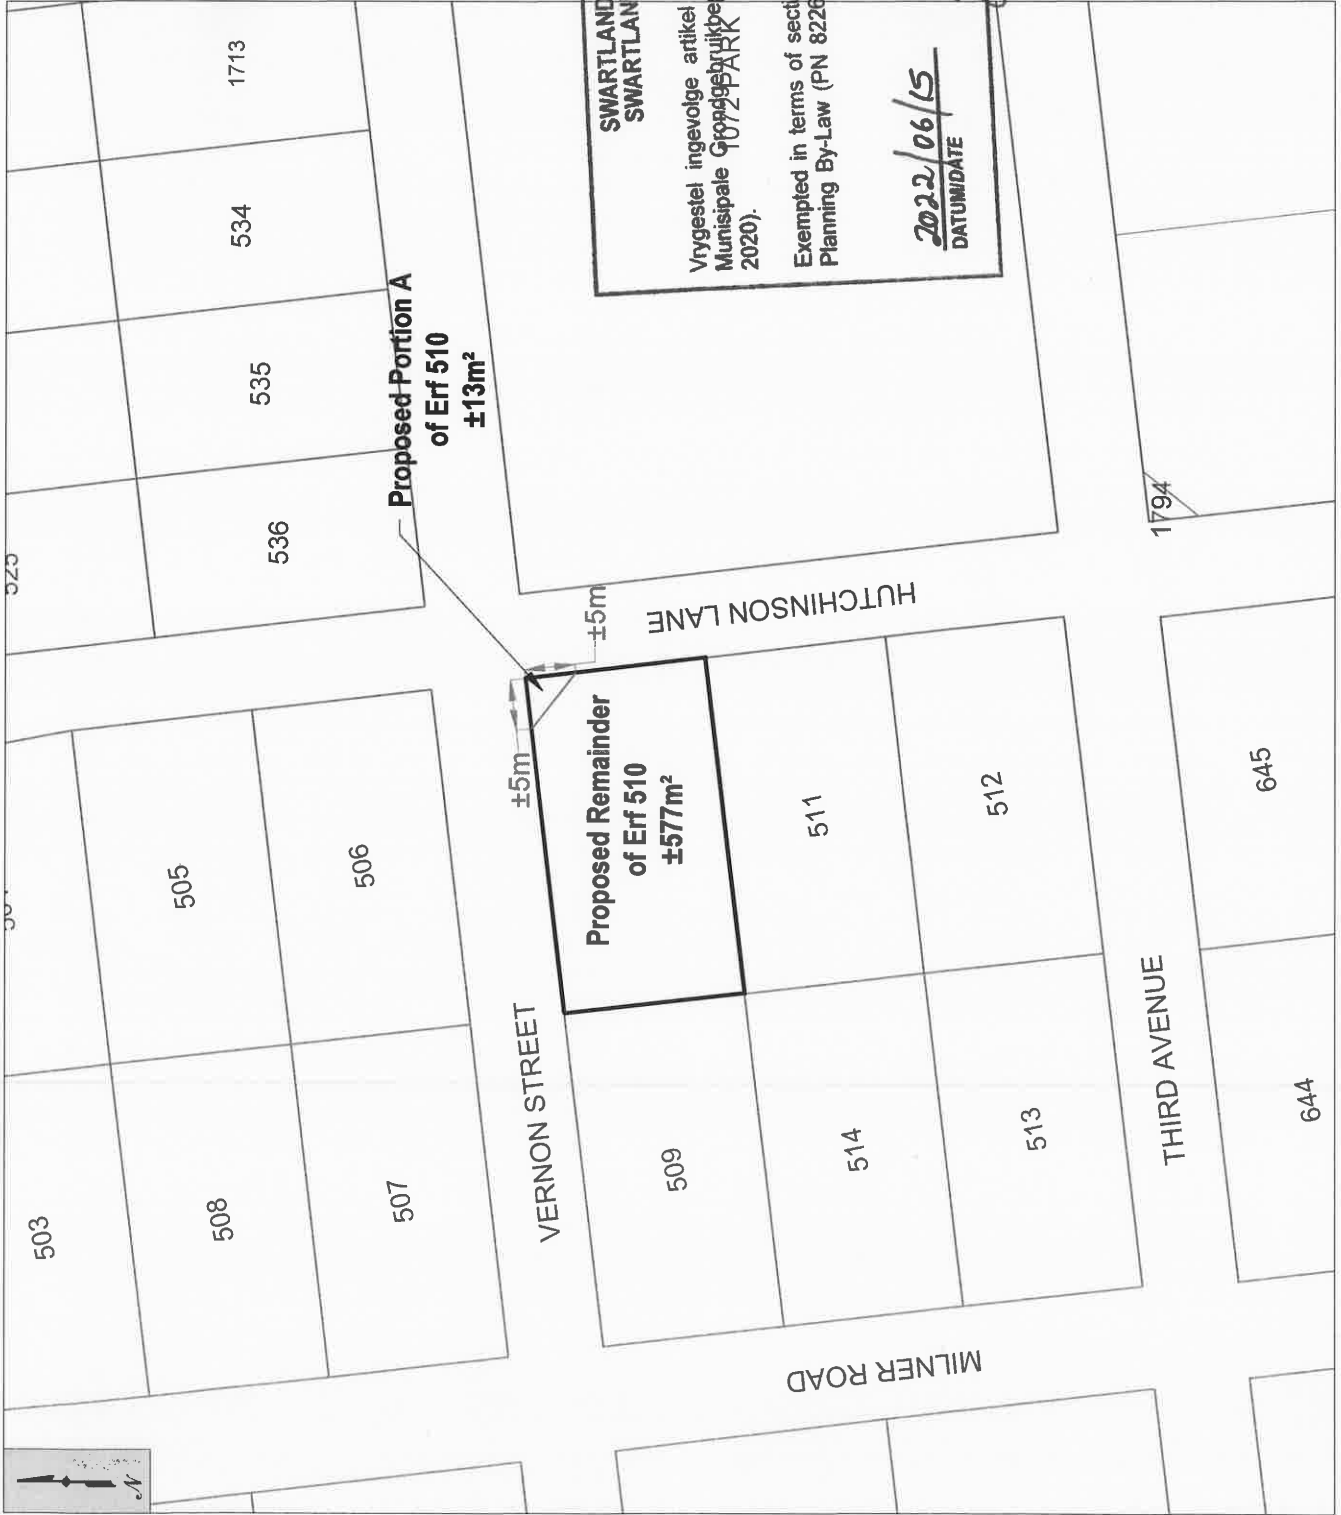 503
508
507
505
506
536
535
534
1713
VERNON STREET
Proposed Portion A
of Erf 510
±13m²
±5m
±5m
Proposed Remainder
of Erf 510
±577m²
509
514
513
511
512
HUTCHINSON LANE
MILNER ROAD
THIRD AVENUE
644
645
1794
10729PARK
SWARTLAND
SWARTLAN
Vrygestel ingevolge artikel
Munisipale Grondgebruikbe
2020).
Exempted in terms of secti
Planning By-Law (PN 8226
2022/06/15
DATUM/DATE
N